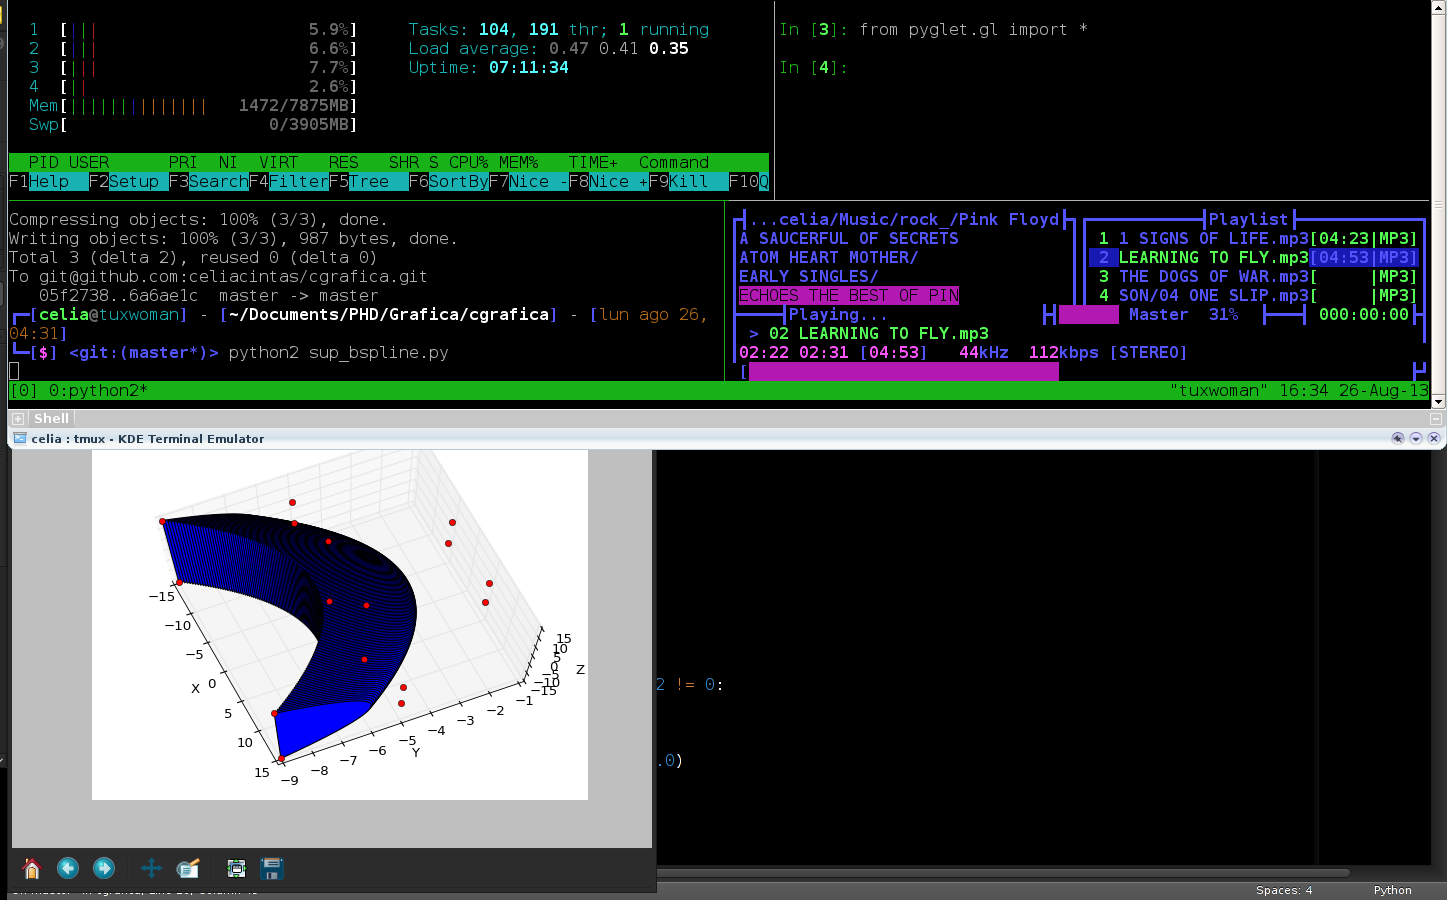 1 [||| 5.9%] Tasks: 104, 191 thr; 1 running
2 [||| 6.6%] Load average: 0.47 0.41 0.35
3 [||| 7.7%] Uptime: 07:11:34
4 [|| 2.6%]
Mem[|||||||||||||| 1472/7875MB]
Swp[ 0/3905MB]
PID USER PRI NI VIRT RES SHR S CPU% MEM% TIME+ Command
F1Help F2Setup F3SearchF4FilterF5Tree F6SortByF7Nice -F8Nice +F9Kill F10Q
In [3]: from pyglet.gl import *
In [4]:
Compressing objects: 100% (3/3), done.
Writing objects: 100% (3/3), 987 bytes, done.
Total 3 (delta 2), reused 0 (delta 0)
To git@github.com:celiacintas/cgrafica.git
05f2738..6a6ae1c master -> master
[celia@tuxwoman] - [~/Documents/PHD/Grafica/cgrafica] - [lun ago 26,
04:31]
[$] <git:(master*)> python2 sup_bspline.py
...celia/Music/rock_/Pink Floyd
A SAUCERFUL OF SECRETS
ATOM HEART MOTHER/
EARLY SINGLES/
ECHOES THE BEST OF PIN
Playlist
1 1 SIGNS OF LIFE.mp3[04:23|MP3]
2 LEARNING TO FLY.mp3[04:53|MP3]
3 THE DOGS OF WAR.mp3[ |MP3]
4 SON/04 ONE SLIP.mp3[ |MP3]
Playing... Master 31% 000:00:00
> 02 LEARNING TO FLY.mp3
02:22 02:31 [04:53] 44kHz 112kbps [STEREO]
[
[0] 0:python2* "tuxwoman" 16:34 26-Aug-13
Shell
celia : tmux - KDE Terminal Emulator
−15
−10
−5
0
5
10
15
X
−9
−8
−7
−6
−5
−4
−3
−2
−1
Y
15
10
5
0
−5
−10
−15
Z
2 != 0:
.0)
Spaces: 4 Python